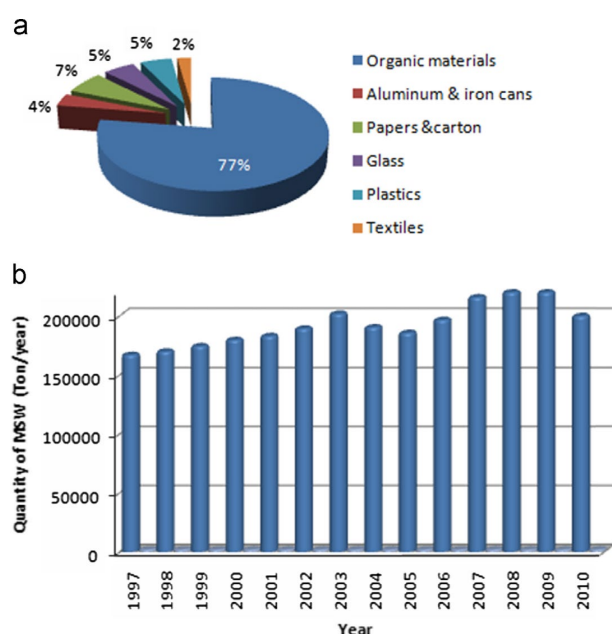 a
2%
5%
5%
7%
4%
77%
Organic materials
Aluminum & iron cans
Papers &carton
Glass
Plastics
Textiles
b
Quantity of MSW (Ton/year)
200000
150000
100000
50000
0
1997
1998
1999
2000
2001
2002
2003
2004
2005
2006
2007
2008
2009
2010
Year